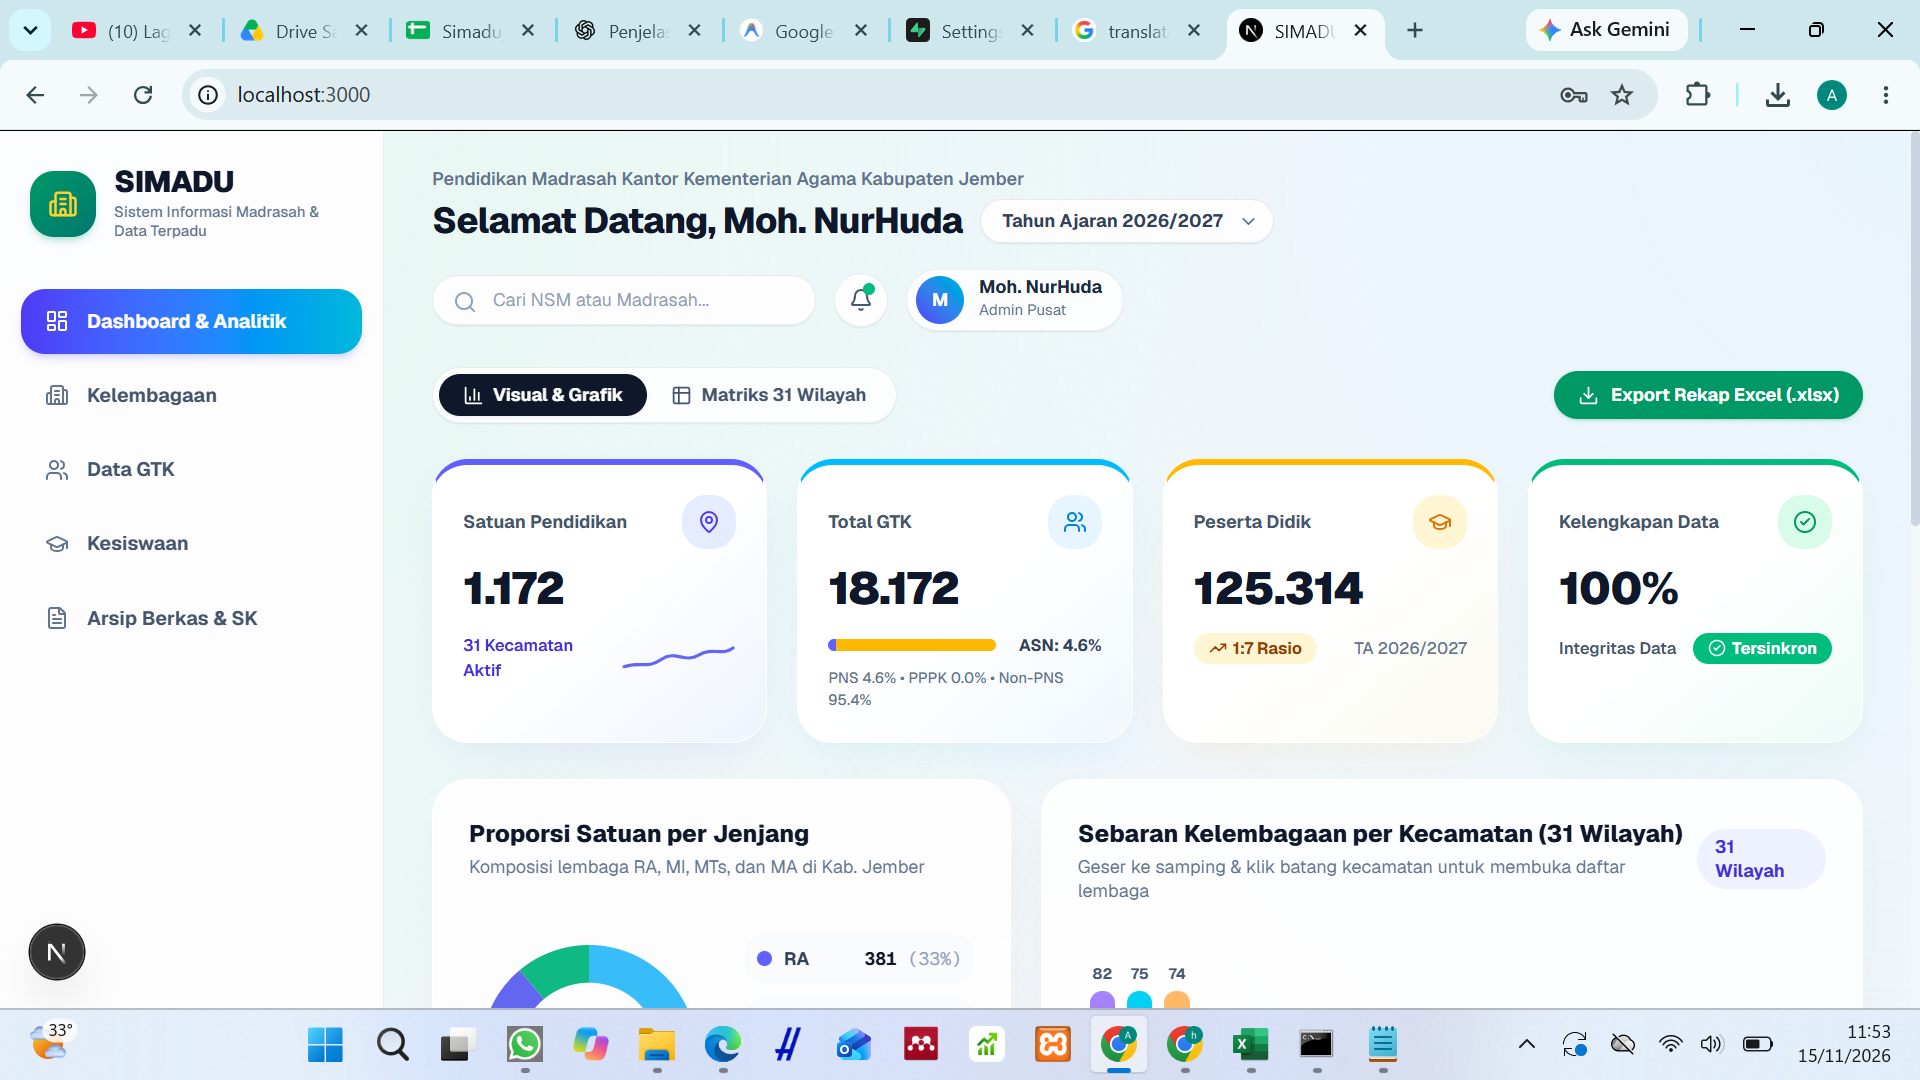 (10) Lag
Drive Sa
Simadu
Penjelas
Google
Settings
translat
SIMADU
Ask Gemini
localhost:3000
A
SIMADU
Sistem Informasi Madrasah &
Data Terpadu
Dashboard & Analitik
Kelembagaan
Data GTK
Kesiswaan
Arsip Berkas & SK
N
Pendidikan Madrasah Kantor Kementerian Agama Kabupaten Jember
Selamat Datang, Moh. NurHuda
Tahun Ajaran 2026/2027
Cari NSM atau Madrasah...
M
Moh. NurHuda
Admin Pusat
Visual & Grafik
Matriks 31 Wilayah
Export Rekap Excel (.xlsx)
Satuan Pendidikan
1.172
31 Kecamatan
Aktif
Total GTK
18.172
ASN: 4.6%
PNS 4.6% • PPPK 0.0% • Non-PNS
95.4%
Peserta Didik
125.314
1:7 Rasio
TA 2026/2027
Kelengkapan Data
100%
Integritas Data
Tersinkron
Proporsi Satuan per Jenjang
Komposisi lembaga RA, MI, MTs, dan MA di Kab. Jember
RA 381 (33%)
Sebaran Kelembagaan per Kecamatan (31 Wilayah)
Geser ke samping & klik batang kecamatan untuk membuka daftar
lembaga
31
Wilayah
82 75 74
33°
11:53
15/11/2026